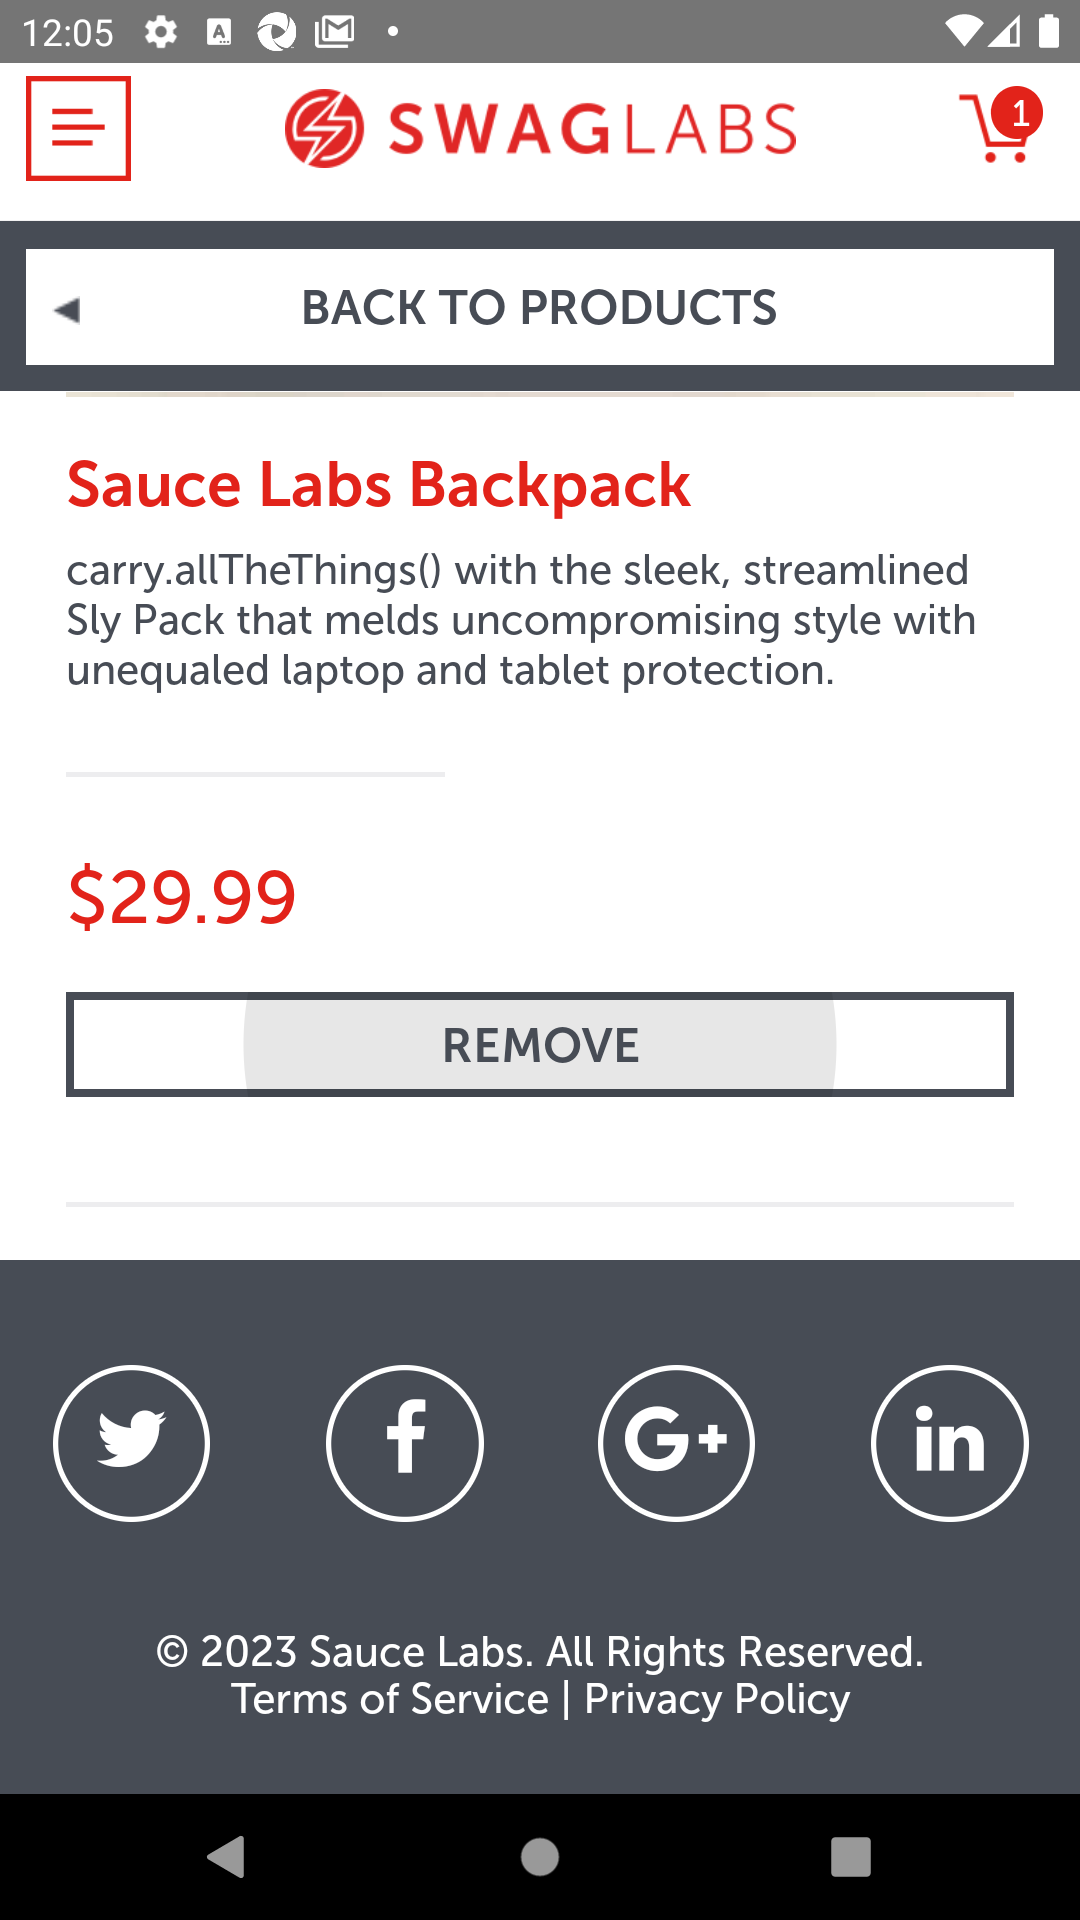 12:05
SWAGLABS
1
BACK TO PRODUCTS
Sauce Labs Backpack
carry.allTheThings() with the sleek, streamlined
Sly Pack that melds uncompromising style with
unequaled laptop and tablet protection.
$29.99
REMOVE
© 2023 Sauce Labs. All Rights Reserved.
Terms of Service | Privacy Policy